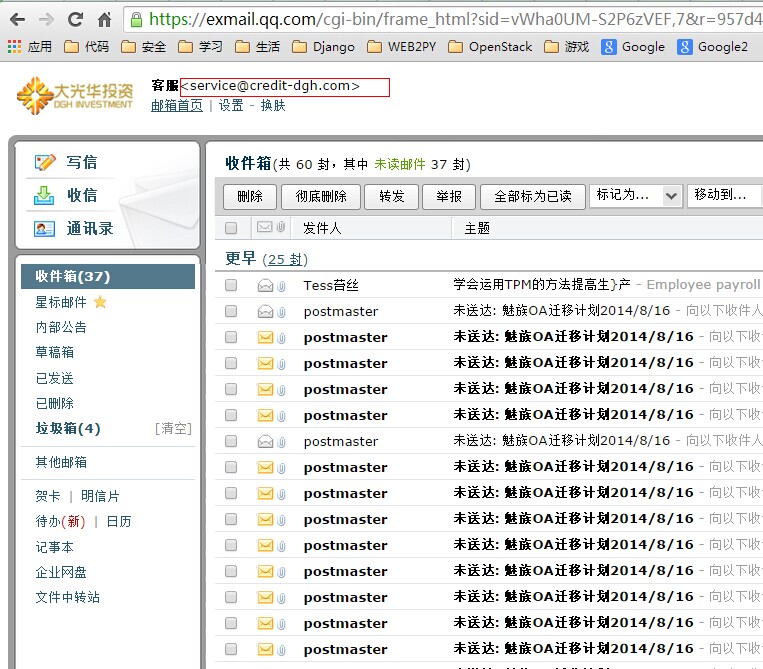 https://exmail.qq.com/cgi-bin/frame_html?sid=vWha0UM-S2P6zVEF,7&r=957d4
应用 代码 安全 学习 生活 Django WEB2PY OpenStack 游戏 Google Google2
大光华投资
DGH INVESTMENT
客服<service@credit-dgh.com>
邮箱首页 | 设置 - 换肤
写信
收信
通讯录
收件箱(37)
星标邮件
内部公告
草稿箱
已发送
已删除
垃圾箱(4) [清空]
其他邮箱
贺卡 | 明信片
待办(新) | 日历
记事本
企业网盘
文件中转站
收件箱(共 60 封，其中 未读邮件 37 封)
删除 彻底删除 转发 举报 全部标为已读 标记为... 移动到...
发件人 主题
更早 (25 封)
Tess苔丝 学会运用TPM的方法提高生}产 - Employee payroll
postmaster 未送达: 魅族OA迁移计划2014/8/16 - 向以下收件人
postmaster 未送达: 魅族OA迁移计划2014/8/16 - 向以下收
postmaster 未送达: 魅族OA迁移计划2014/8/16 - 向以下收
postmaster 未送达: 魅族OA迁移计划2014/8/16 - 向以下收
postmaster 未送达: 魅族OA迁移计划2014/8/16 - 向以下收
postmaster 未送达: 魅族OA迁移计划2014/8/16 - 向以下收件人
postmaster 未送达: 魅族OA迁移计划2014/8/16 - 向以下收
postmaster 未送达: 魅族OA迁移计划2014/8/16 - 向以下收
postmaster 未送达: 魅族OA迁移计划2014/8/16 - 向以下收
postmaster 未送达: 魅族OA迁移计划2014/8/16 - 向以下收
postmaster 未送达: 魅族OA迁移计划2014/8/16 - 向以下收
postmaster 未送达: 魅族OA迁移计划2014/8/16 - 向以下收
postmaster 未送达: 魅族OA迁移计划2014/8/16 - 向以下收
postmaster 未送达: 魅族OA迁移计划2014/8/16 - 向以下收